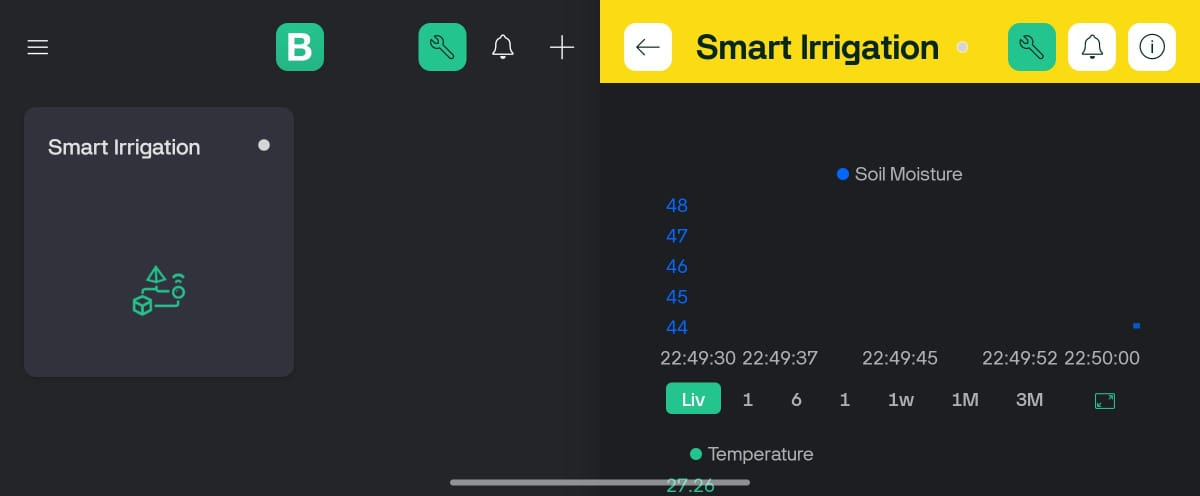 B
Smart Irrigation
Smart Irrigation
Soil Moisture
48
47
46
45
44
22:49:30 22:49:37 22:49:45 22:49:52 22:50:00
Liv 1 6 1 1w 1M 3M
Temperature
27.26